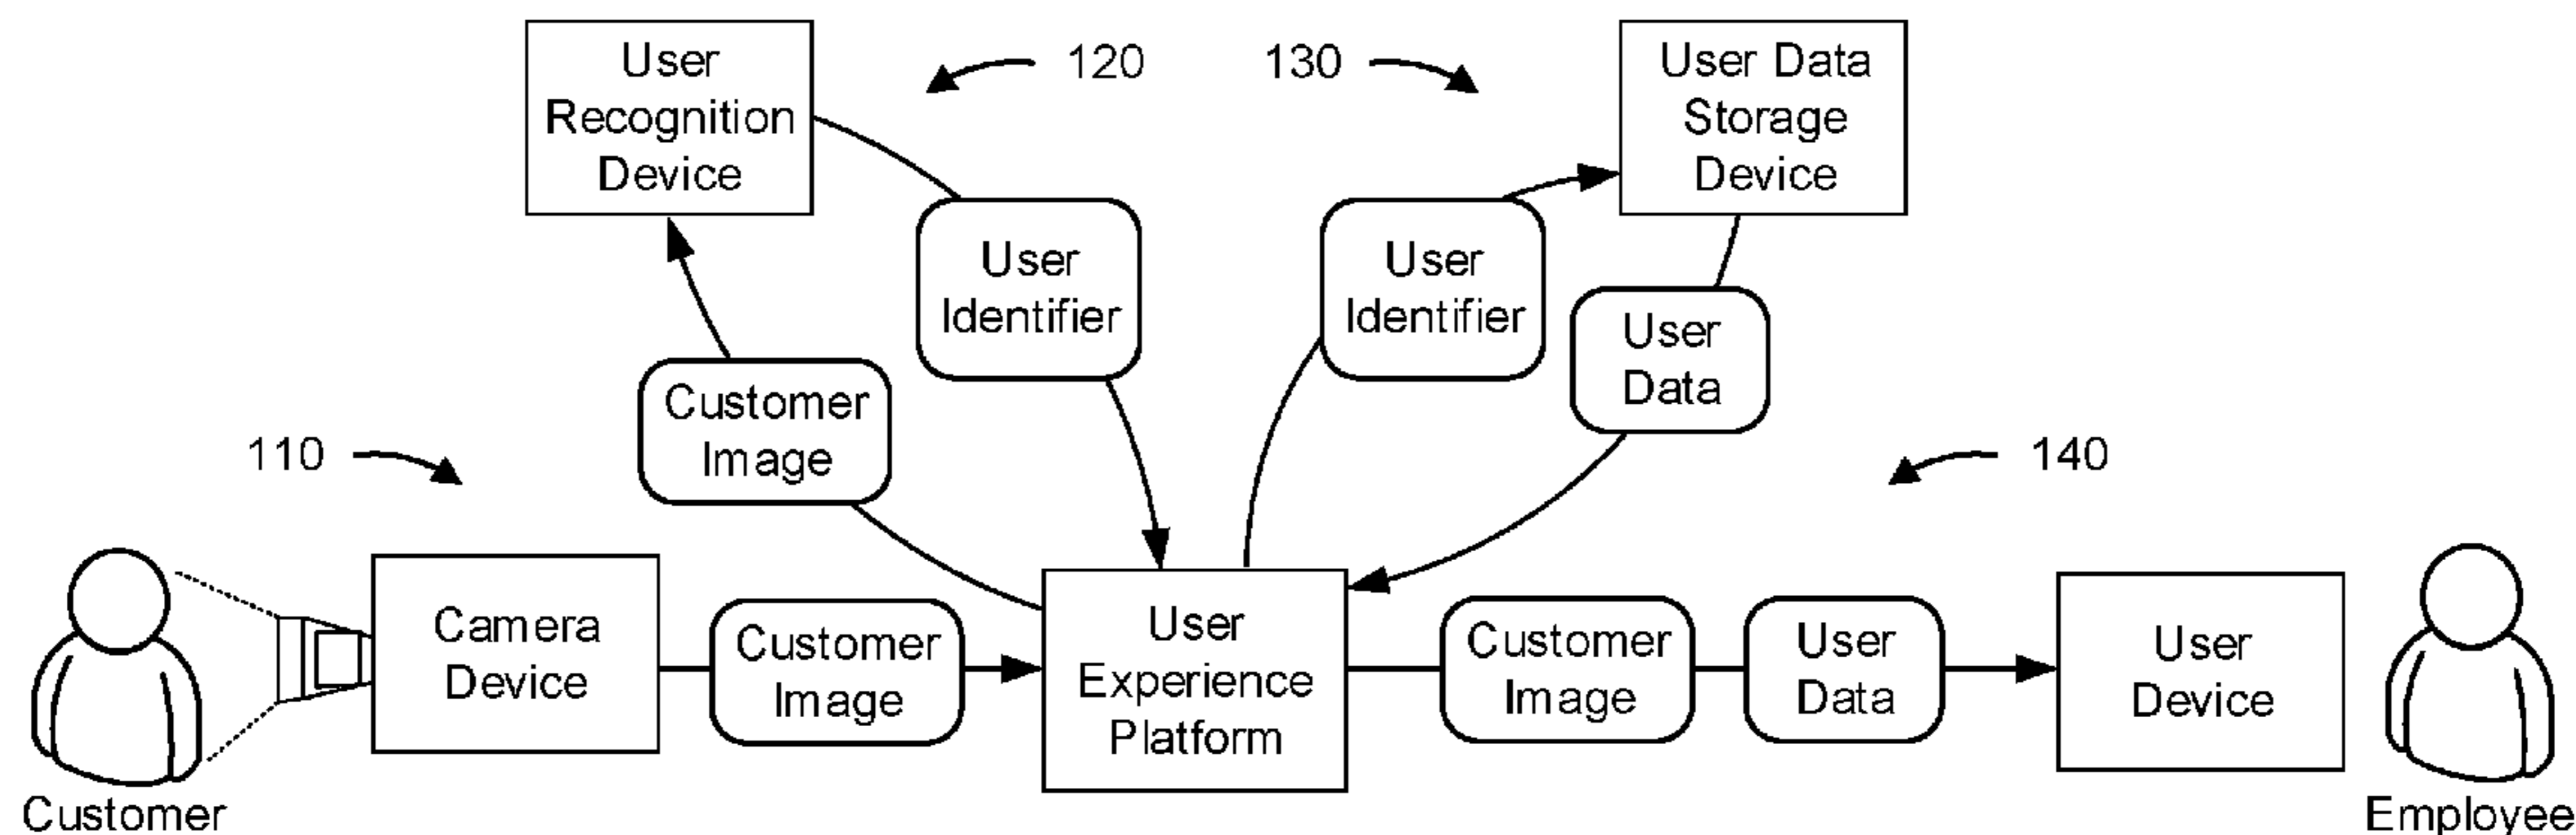 User
Recognition
Device
120
130
User Data
Storage
Device
User
Identifier
User
Identifier
User
Data
Customer
Image
110
140
Camera
Device
Customer
Image
User
Experience
Platform
Customer
Image
User
Data
User
Device
Customer
Employee